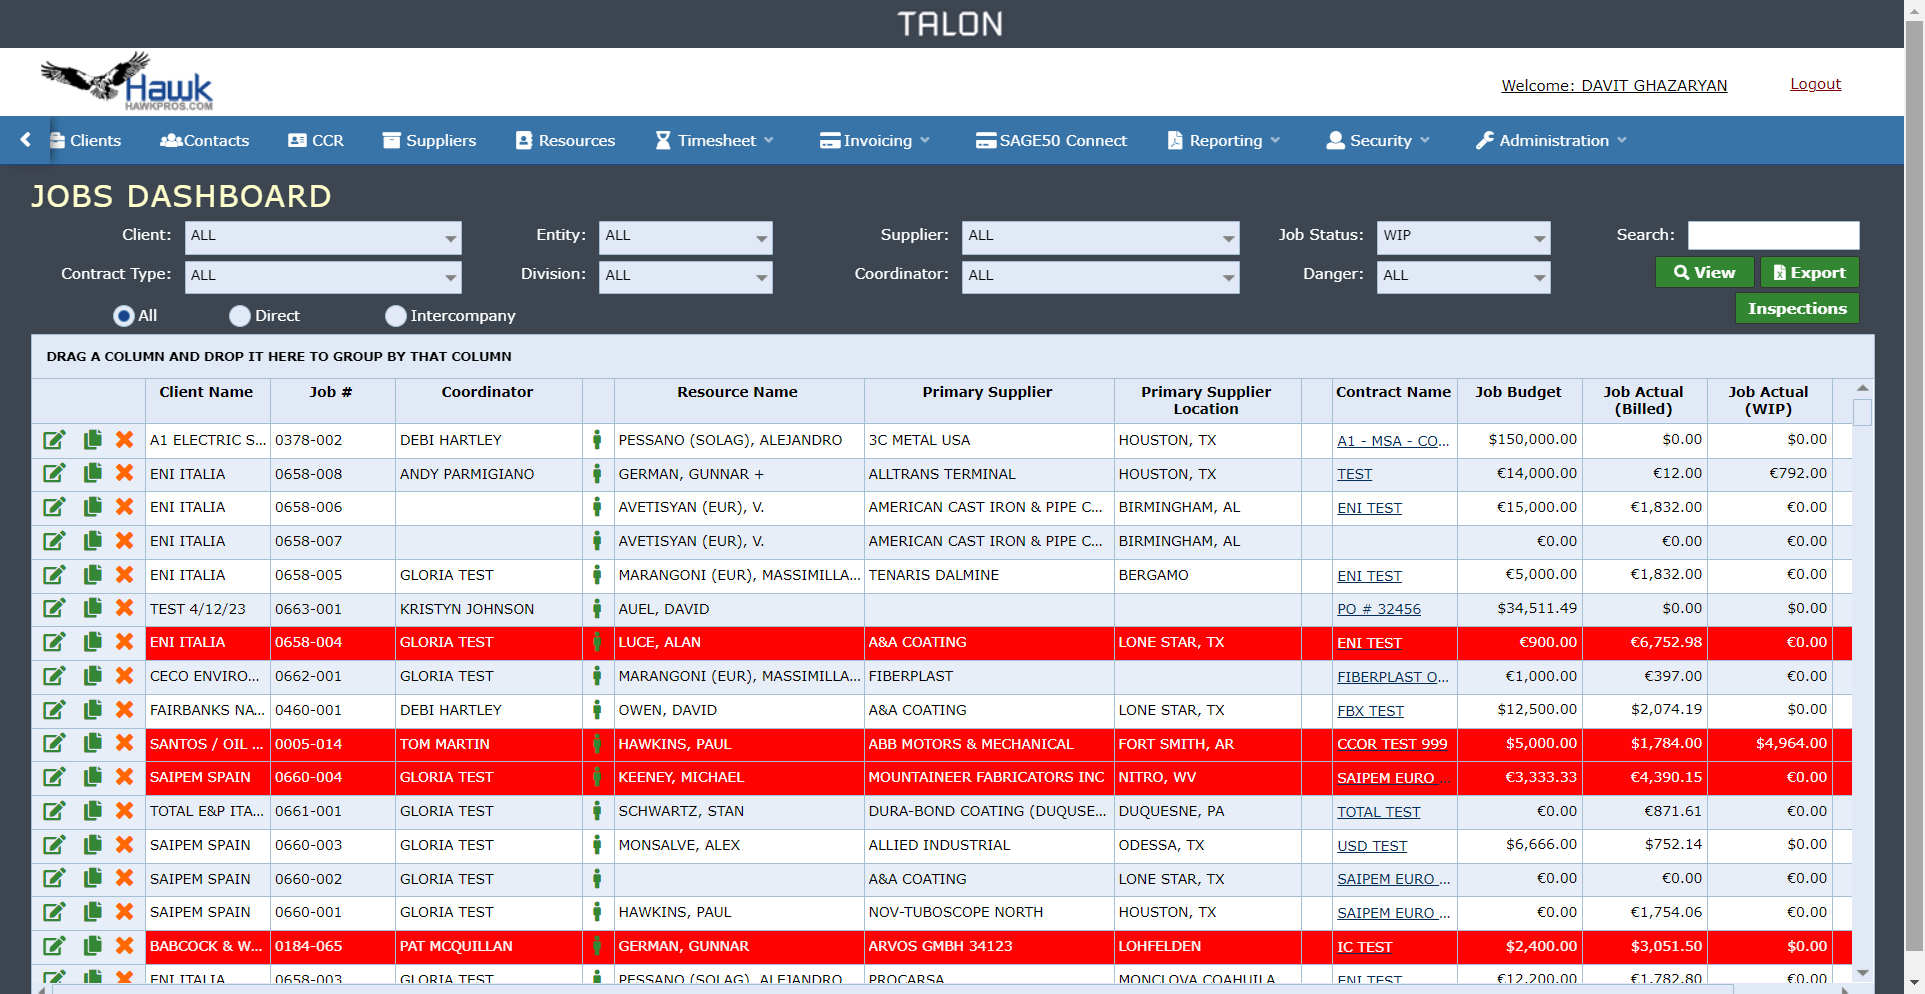 TALON
Hawk
HAWKPROS.COM
Welcome: DAVIT GHAZARYAN
Logout
Clients Contacts CCR Suppliers Resources Timesheet Invoicing SAGE50 Connect Reporting Security Administration
JOBS DASHBOARD
Client: ALL Entity: ALL Supplier: ALL Job Status: WIP Search:
Contract Type: ALL Division: ALL Coordinator: ALL Danger: ALL View Export
All Direct Intercompany Inspections
DRAG A COLUMN AND DROP IT HERE TO GROUP BY THAT COLUMN
Client Name Job # Coordinator Resource Name Primary Supplier Primary Supplier Location Contract Name Job Budget Job Actual (Billed) Job Actual (WIP)
A1 ELECTRIC S... 0378-002 DEBI HARTLEY PESSANO (SOLAG), ALEJANDRO 3C METAL USA HOUSTON, TX A1 - MSA - CO... $150,000.00 $0.00 $0.00
ENI ITALIA 0658-008 ANDY PARMIGIANO GERMAN, GUNNAR + ALLTRANS TERMINAL HOUSTON, TX TEST €14,000.00 €12.00 €792.00
ENI ITALIA 0658-006 AVETISYAN (EUR), V. AMERICAN CAST IRON & PIPE C... BIRMINGHAM, AL ENI TEST €15,000.00 €1,832.00 €0.00
ENI ITALIA 0658-007 AVETISYAN (EUR), V. AMERICAN CAST IRON & PIPE C... BIRMINGHAM, AL €0.00 €0.00 €0.00
ENI ITALIA 0658-005 GLORIA TEST MARANGONI (EUR), MASSIMILLA... TENARIS DALMINE BERGAMO ENI TEST €5,000.00 €1,832.00 €0.00
TEST 4/12/23 0663-001 KRISTYN JOHNSON AUEL, DAVID PO # 32456 $34,511.49 $0.00 $0.00
ENI ITALIA 0658-004 GLORIA TEST LUCE, ALAN A&A COATING LONE STAR, TX ENI TEST €900.00 €6,752.98 €0.00
CECO ENVIRO... 0662-001 GLORIA TEST MARANGONI (EUR), MASSIMILLA... FIBERPLAST FIBERPLAST O... €1,000.00 €397.00 €0.00
FAIRBANKS NA... 0460-001 DEBI HARTLEY OWEN, DAVID A&A COATING LONE STAR, TX FBX TEST $12,500.00 $2,074.19 $0.00
SANTOS / OIL ... 0005-014 TOM MARTIN HAWKINS, PAUL ABB MOTORS & MECHANICAL FORT SMITH, AR CCOR TEST 999 $5,000.00 $1,784.00 $4,964.00
SAIPEM SPAIN 0660-004 GLORIA TEST KEENEY, MICHAEL MOUNTAINEER FABRICATORS INC NITRO, WV SAIPEM EURO ... €3,333.33 €4,390.15 €0.00
TOTAL E&P ITA... 0661-001 GLORIA TEST SCHWARTZ, STAN DURA-BOND COATING (DUQUSE... DUQUESNE, PA TOTAL TEST €0.00 €871.61 €0.00
SAIPEM SPAIN 0660-003 GLORIA TEST MONSALVE, ALEX ALLIED INDUSTRIAL ODESSA, TX USD TEST $6,666.00 $752.14 $0.00
SAIPEM SPAIN 0660-002 GLORIA TEST A&A COATING LONE STAR, TX SAIPEM EURO ... €0.00 €0.00 €0.00
SAIPEM SPAIN 0660-001 GLORIA TEST HAWKINS, PAUL NOV-TUBOSCOPE NORTH HOUSTON, TX SAIPEM EURO ... €0.00 €1,754.06 €0.00
BABCOCK & W... 0184-065 PAT MCQUILLAN GERMAN, GUNNAR ARVOS GMBH 34123 LOHFELDEN IC TEST $2,400.00 $3,051.50 $0.00
ENI ITALIA 0658-003 GLORIA TEST PESSANO (SOLAG), ALEJANDRO PROCARSA MONCLOVA COAHUILA ENI TEST €12,200.00 €1,782.80 €0.00